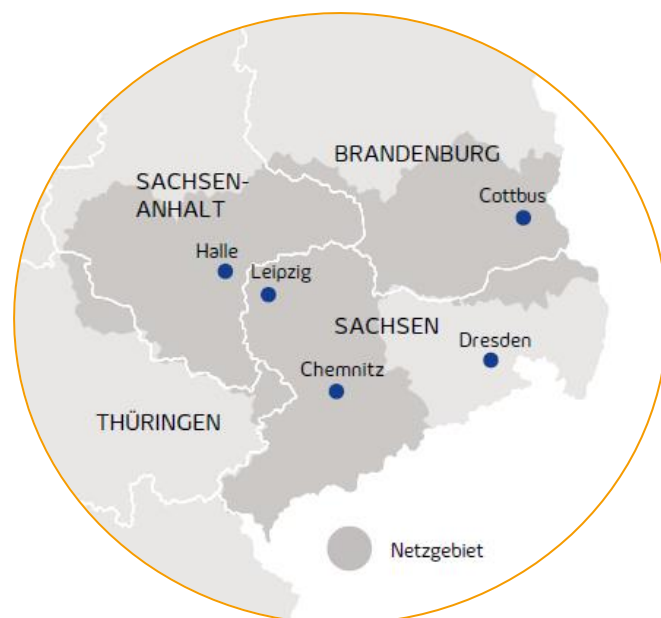 BRANDENBURG
SACHSEN-
ANHALT
Cottbus
Halle
Leipzig
SACHSEN
Dresden
Chemnitz
THÜRINGEN
Netzgebiet